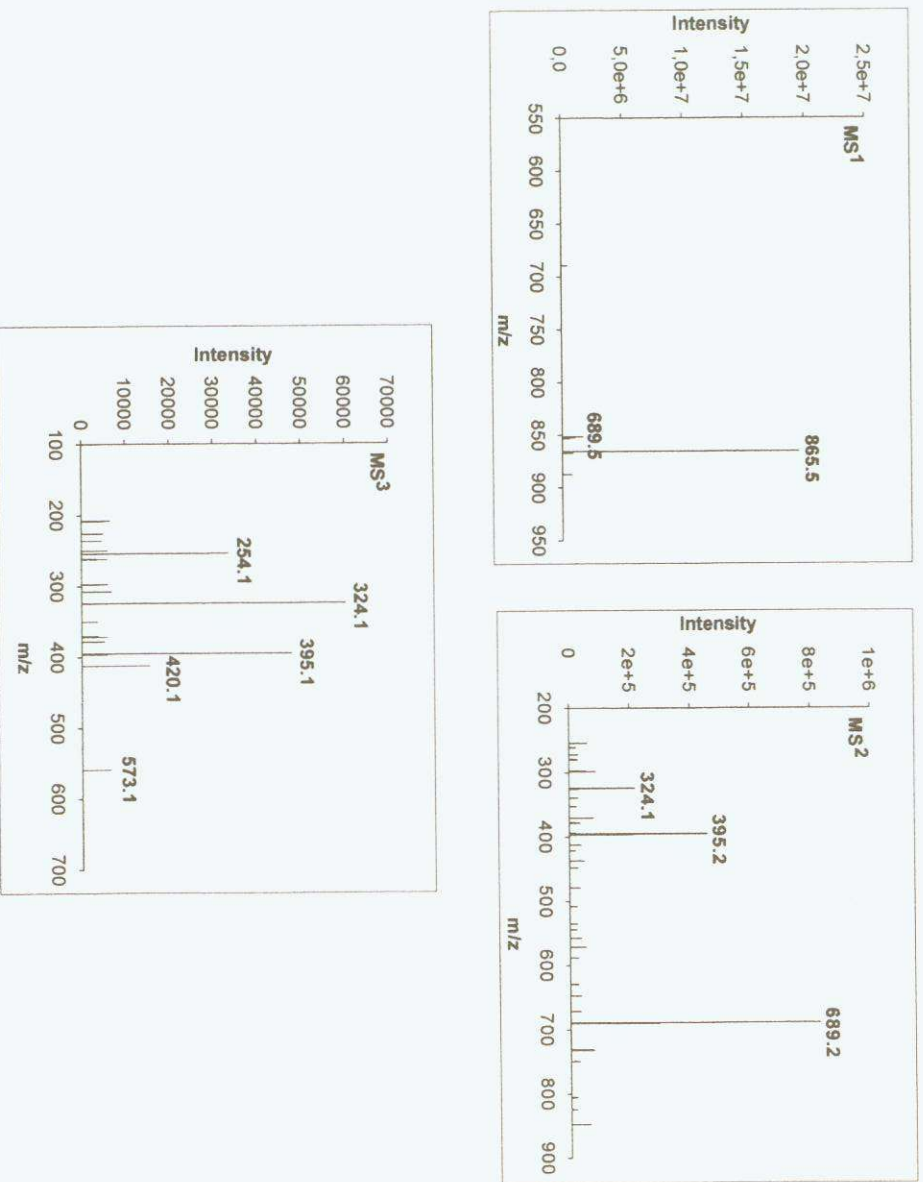 MS1
Intensity
2,5e+7
2,0e+7
1,5e+7
1,0e+7
5,0e+6
0,0
865.5
689.5
550 600 650 700 750 800 850 900 950
m/z
MS2
Intensity
1e+6
8e+5
6e+5
4e+5
2e+5
0
689.2
395.2
324.1
200 300 400 500 600 700 800 900
m/z
MS3
Intensity
70000
60000
50000
40000
30000
20000
10000
0
324.1
395.1
254.1
420.1
573.1
100 200 300 400 500 600 700
m/z